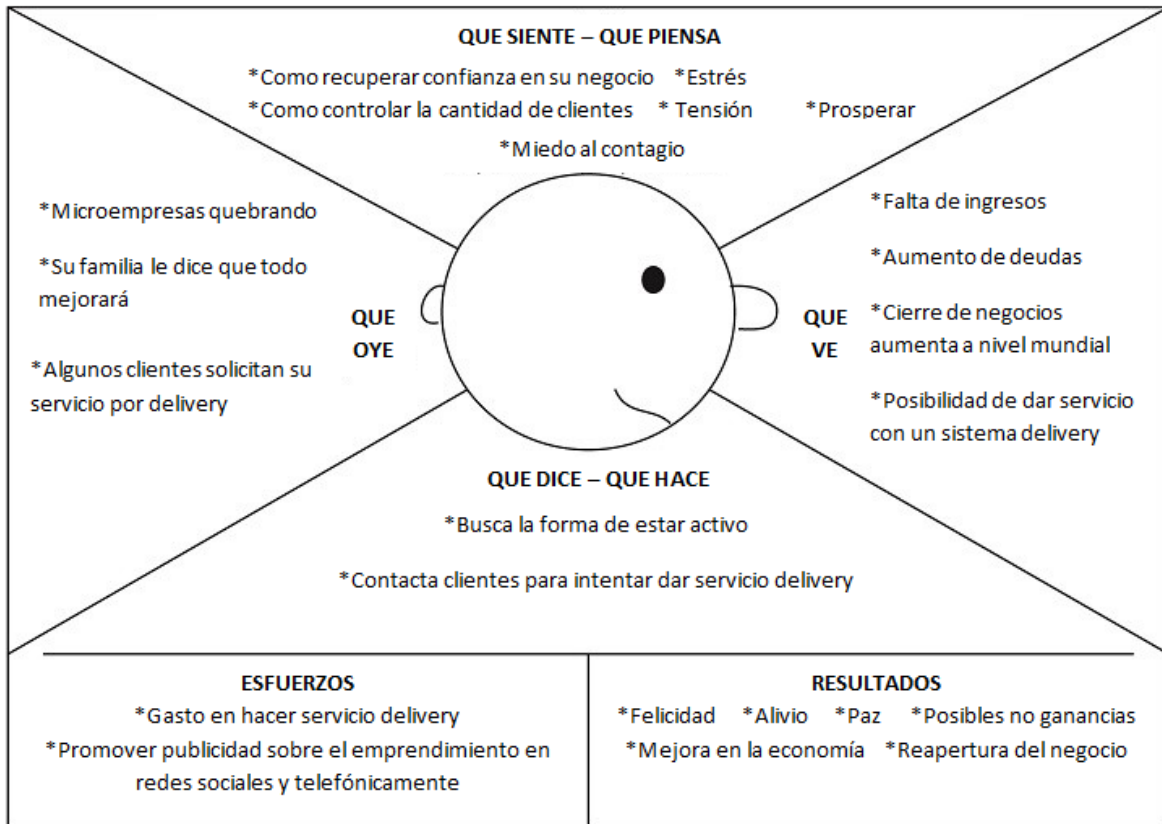 QUE SIENTE – QUE PIENSA
*Como recuperar confianza en su negocio *Estrés
*Como controlar la cantidad de clientes * Tensión *Prosperar
*Miedo al contagio
*Microempresas quebrando
*Su familia le dice que todo
mejorará
*Algunos clientes solicitan su
servicio por delivery
QUE
OYE
QUE
VE
*Falta de ingresos
*Aumento de deudas
*Cierre de negocios
aumenta a nivel mundial
*Posibilidad de dar servicio
con un sistema delivery
QUE DICE – QUE HACE
*Busca la forma de estar activo
*Contacta clientes para intentar dar servicio delivery
ESFUERZOS
*Gasto en hacer servicio delivery
*Promover publicidad sobre el emprendimiento en
redes sociales y telefónicamente
RESULTADOS
*Felicidad *Alivio *Paz *Posibles no ganancias
*Mejora en la economía *Reapertura del negocio